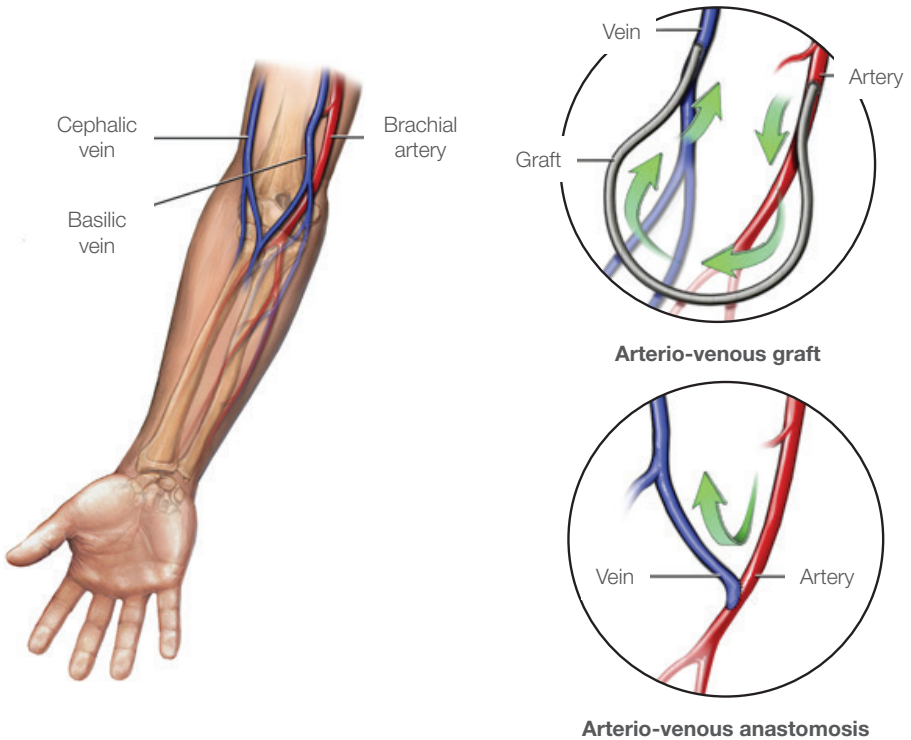 Cephalic
vein
Basilic
vein
Brachial
artery
Vein
Artery
Graft
Arterio-venous graft
Vein
Artery
Arterio-venous anastomosis